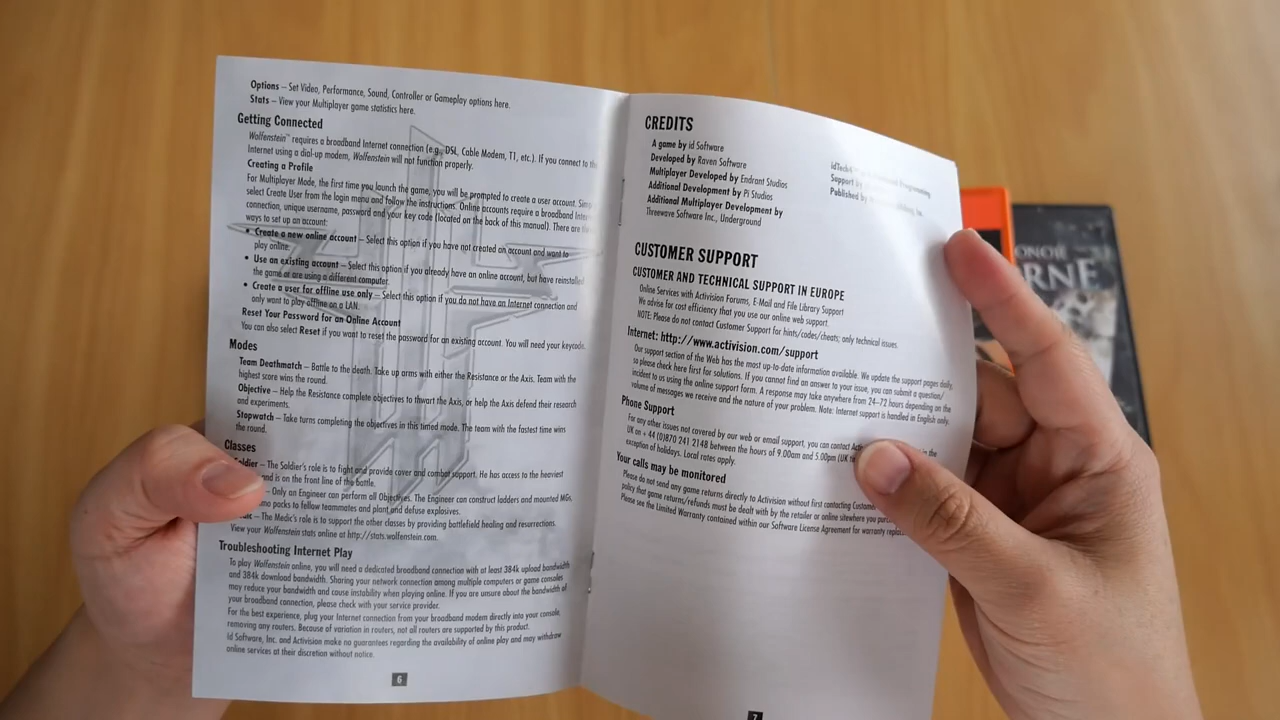 Options – Set Video, Performance, Sound, Controller or Gameplay options here.
Stats – View your Multiplayer game statistics here.
Getting Connected
Wolfenstein™ requires a broadband Internet connection (e.g., DSL, Cable Modem, T1, etc.). If you connect to the
Internet using a dial-up modem, Wolfenstein will not function properly.
Creating a Profile
For Multiplayer Mode, the first time you launch the game, you will be prompted to create a user account.
select Create User from the login menu and follow the instructions. Online accounts require a broadband
connection, unique username, password and your key code (located on the back of this manual). There are
ways to set up an account:
• Create a new online account – Select this option if you have not created an account and want to
play online.
• Use an existing account – Select this option if you already have an online account, but have reinstalled
the game or are using a different computer.
• Create a user for offline use only – Select this option if you do not have an Internet connection and
only want to play offline on a LAN.
Reset Your Password for an Online Account
You can also select Reset if you want to reset the password for an existing account. You will need your keycode.
Modes
Team Deathmatch – Battle to the death. Take up arms with either the Resistance or the Axis. Team with the
highest score wins the round.
Objective – Help the Resistance complete objectives to thwart the Axis, or help the Axis defend their research
and experiments.
Stopwatch – Take turns completing the objectives in this timed mode. The team with the fastest time wins
the round.
Classes
– The Soldier's role is to fight and provide cover and combat support. He has access to the heaviest
and is on the front line of the battle.
– Only an Engineer can perform all Objectives. The Engineer can construct ladders and mounted MGs,
to fellow teammates and plant and defuse explosives.
– The Medic's role is to support the other classes by providing battlefield healing and resurrections.
View your Wolfenstein stats online at http://stats.wolfenstein.com.
Troubleshooting Internet Play
To play Wolfenstein online, you will need a dedicated broadband connection with at least 384k upload bandwidth
and 384k download bandwidth. Sharing your network connection among multiple computers or game consoles
may reduce your bandwidth and cause instability when playing online. If you are unsure about the bandwidth of
your broadband connection, please check with your service provider.
For the best experience, plug your Internet connection from your broadband modem directly into your console,
removing any routers. Because of variation in routers, not all routers are supported by this product.
Id Software, Inc. and Activision make no guarantees regarding the availability of online play and may withdraw
online services at their discretion without notice.
6
CREDITS
A game by id Software
Developed by Raven Software
Multiplayer Developed by Endrant Studios
Additional Development by Pi Studios
Additional Multiplayer Development by
Threewave Software Inc., Underground
Programming
Support by
Published by
CUSTOMER SUPPORT
CUSTOMER AND TECHNICAL SUPPORT IN EUROPE
Online Services with Activision Forums, E-Mail and File Library Support
We advise for cost efficiency that you use our online web support.
NOTE: Please do not contact Customer Support for hints/codes/cheats; only technical issues.
Internet: http://www.activision.com/support
Our support section of the Web has the most up-to-date information available. We update the support pages daily,
so please check here first for solutions. If you cannot find an answer to your issue, you can submit a question/
incident to us using the online support form. A response may take anywhere from 24–72 hours depending on the
volume of messages we receive and the nature of your problem. Note: Internet support is handled in English only.
Phone Support
For any other issues not covered by our web or email support, you can contact in the
UK on + 44 (0)870 241 2148 between the hours of 9.00am and 5.00pm (UK the
exception of holidays. Local rates apply.
Your calls may be monitored
Please do not send any game returns directly to Activision without first contacting
policy that game returns/refunds must be dealt with by the retailer or online site where you
Please see the Limited Warranty contained within our Software License Agreement for warranty
7